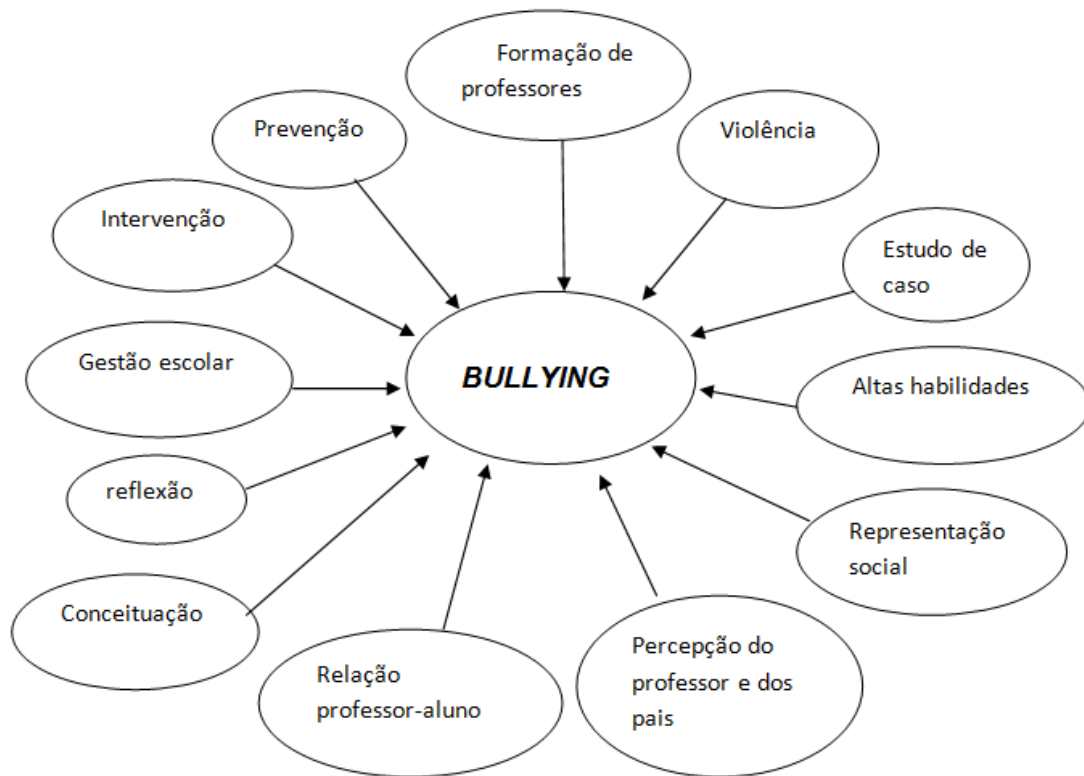 Formação de
professores
Prevenção
Violência
Intervenção
Estudo de
caso
Gestão escolar
BULLYING
Altas habilidades
reflexão
Representação
social
Conceituação
Relação
professor-aluno
Percepção do
professor e dos
pais